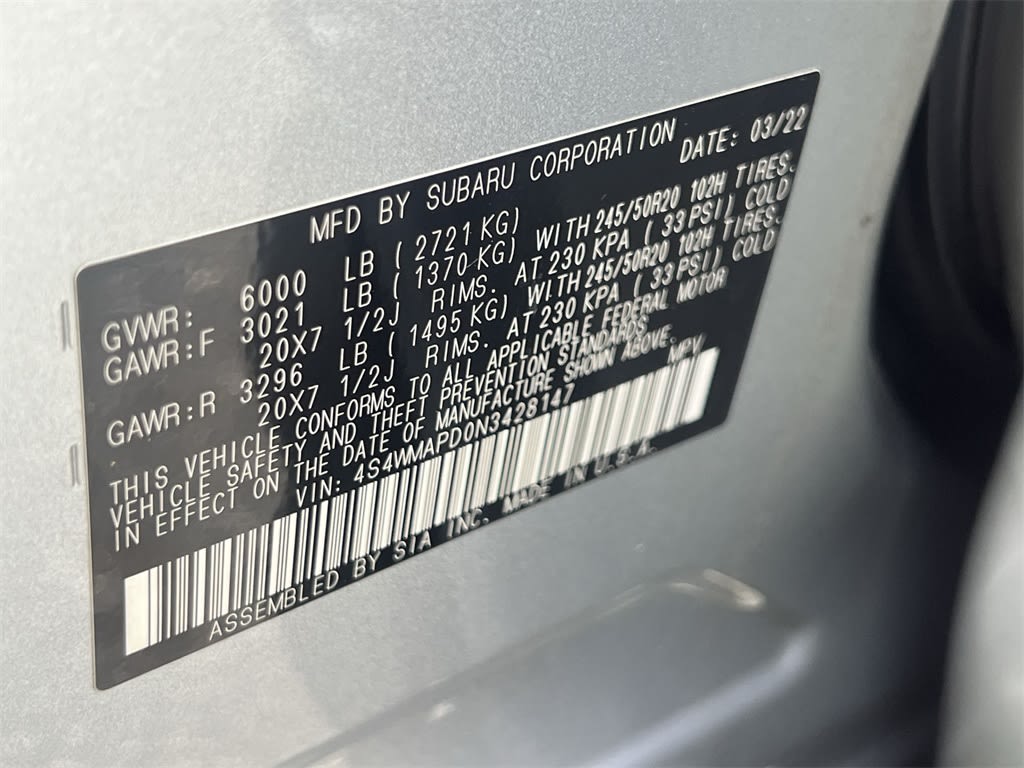 MFD BY SUBARU CORPORATION
DATE: 03/22
GVWR: 6000 LB ( 2721 KG)
GAWR:F 3021 LB ( 1370 KG) WITH 245/50R20 102H TIRES.
20X7 1/2J RIMS. AT 230 KPA ( 33 PSI) COLD
GAWR:R 3296 LB ( 1495 KG) WITH 245/50R20 102H TIRES.
20X7 1/2J RIMS. AT 230 KPA ( 33 PSI) COLD
THIS VEHICLE CONFORMS TO ALL APPLICABLE FEDERAL MOTOR
VEHICLE SAFETY AND THEFT PREVENTION STANDARDS
IN EFFECT ON THE DATE OF MANUFACTURE SHOWN ABOVE.
VIN: 4S4WMAPD0N3428147 MPV
ASSEMBLED BY SIA INC. MADE IN U.S.A.